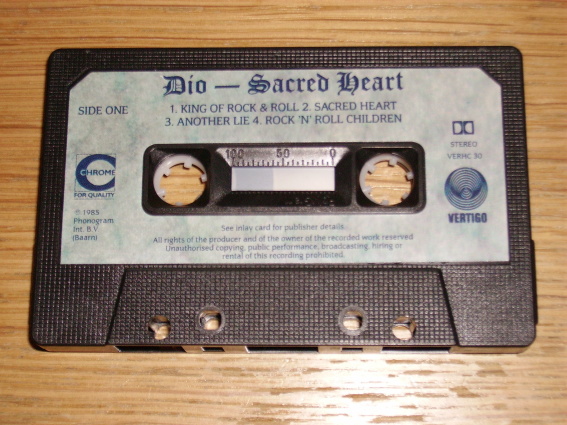 Dio — Sacred Heart
SIDE ONE
1. KING OF ROCK & ROLL 2. SACRED HEART
3. ANOTHER LIE 4. ROCK 'N' ROLL CHILDREN
CHROME
FOR QUALITY
℗ 1985
Phonogram
Int. B.V.
(Baarn)
100 50 0
STEREO
VERHC 30
VERTIGO
See inlay card for publisher details.
All rights of the producer and of the owner of the recorded work reserved
Unauthorised copying, public performance, broadcasting, hiring or
rental of this recording prohibited.